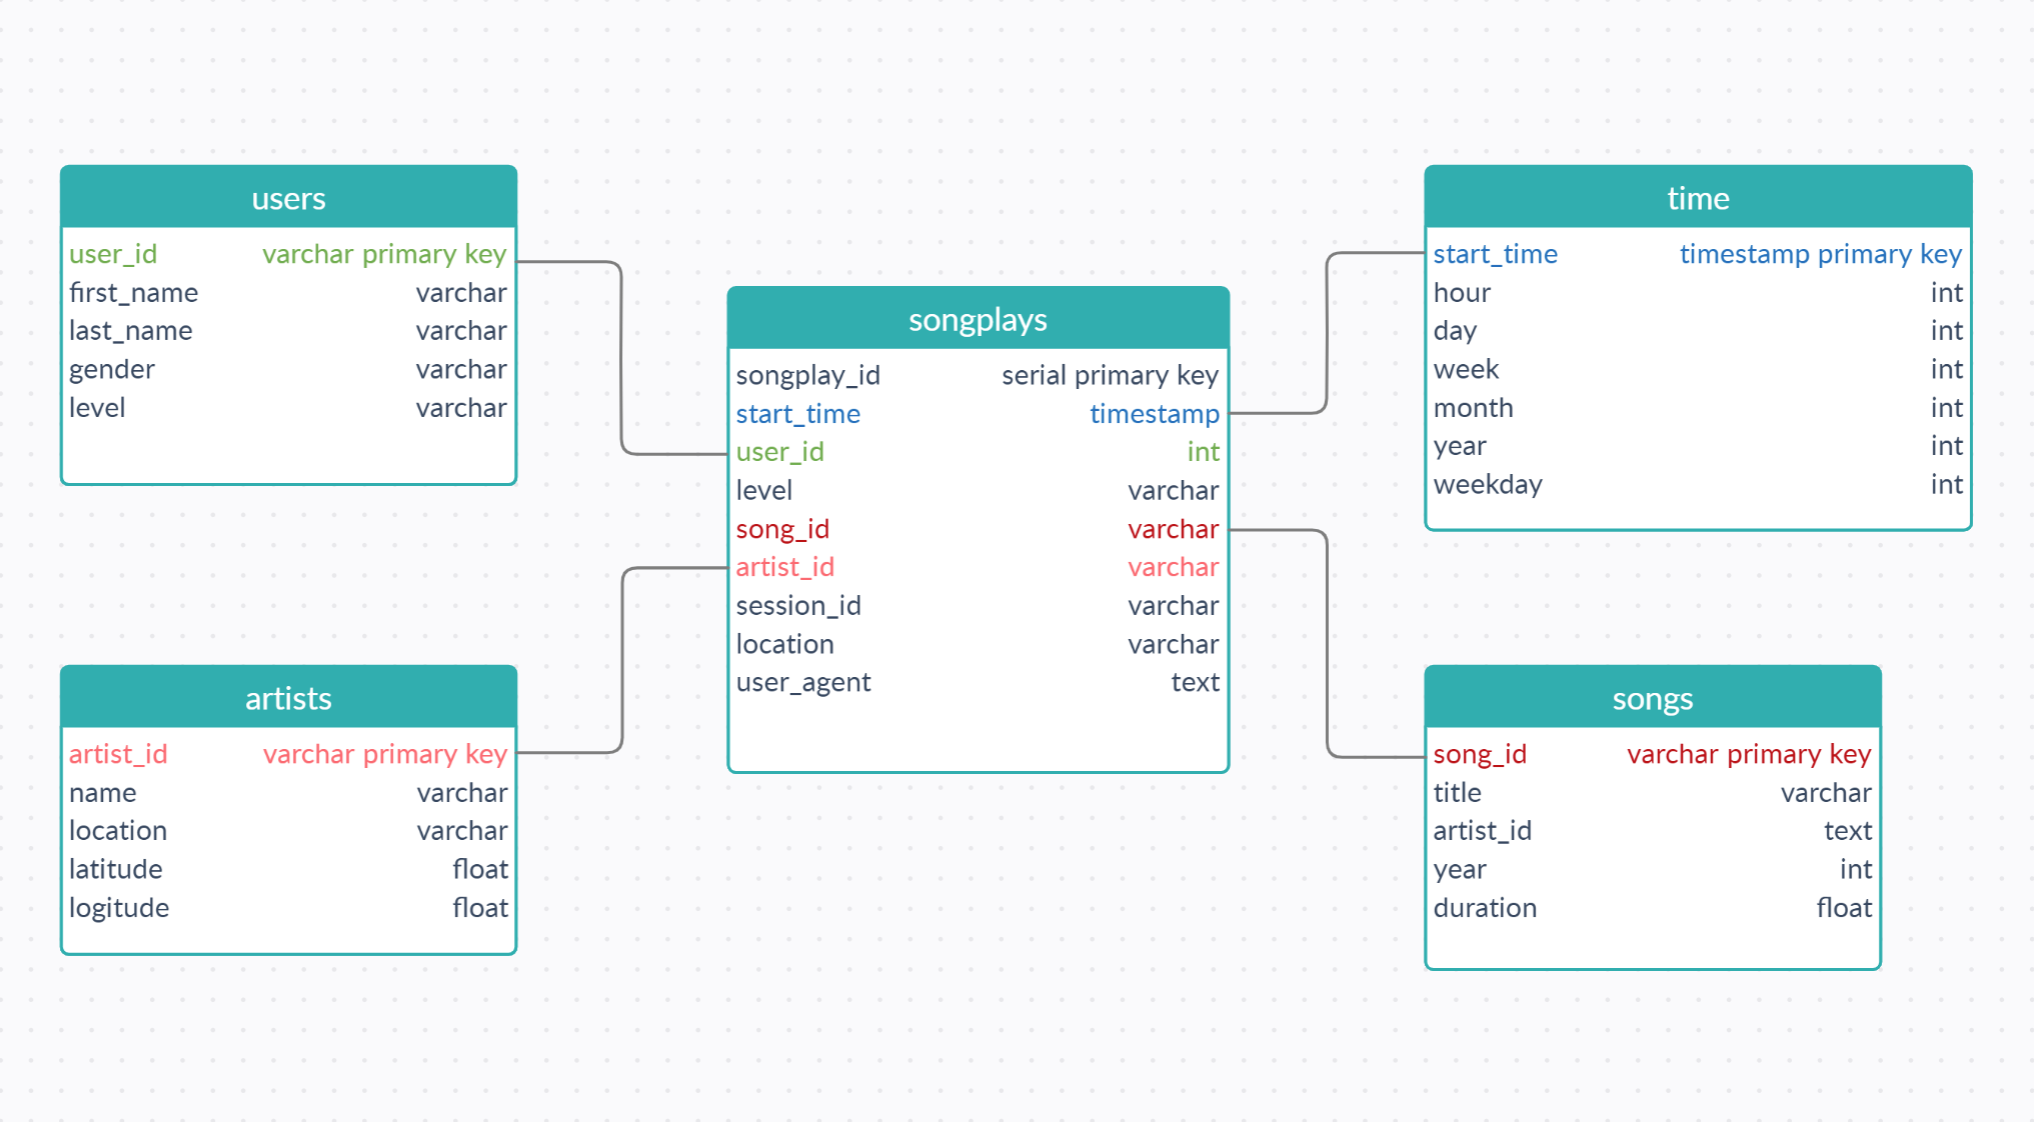 users
user_id varchar primary key
first_name varchar
last_name varchar
gender varchar
level varchar
artists
artist_id varchar primary key
name varchar
location varchar
latitude float
logitude float
songplays
songplay_id serial primary key
start_time timestamp
user_id int
level varchar
song_id varchar
artist_id varchar
session_id varchar
location varchar
user_agent text
time
start_time timestamp primary key
hour int
day int
week int
month int
year int
weekday int
songs
song_id varchar primary key
title varchar
artist_id text
year int
duration float